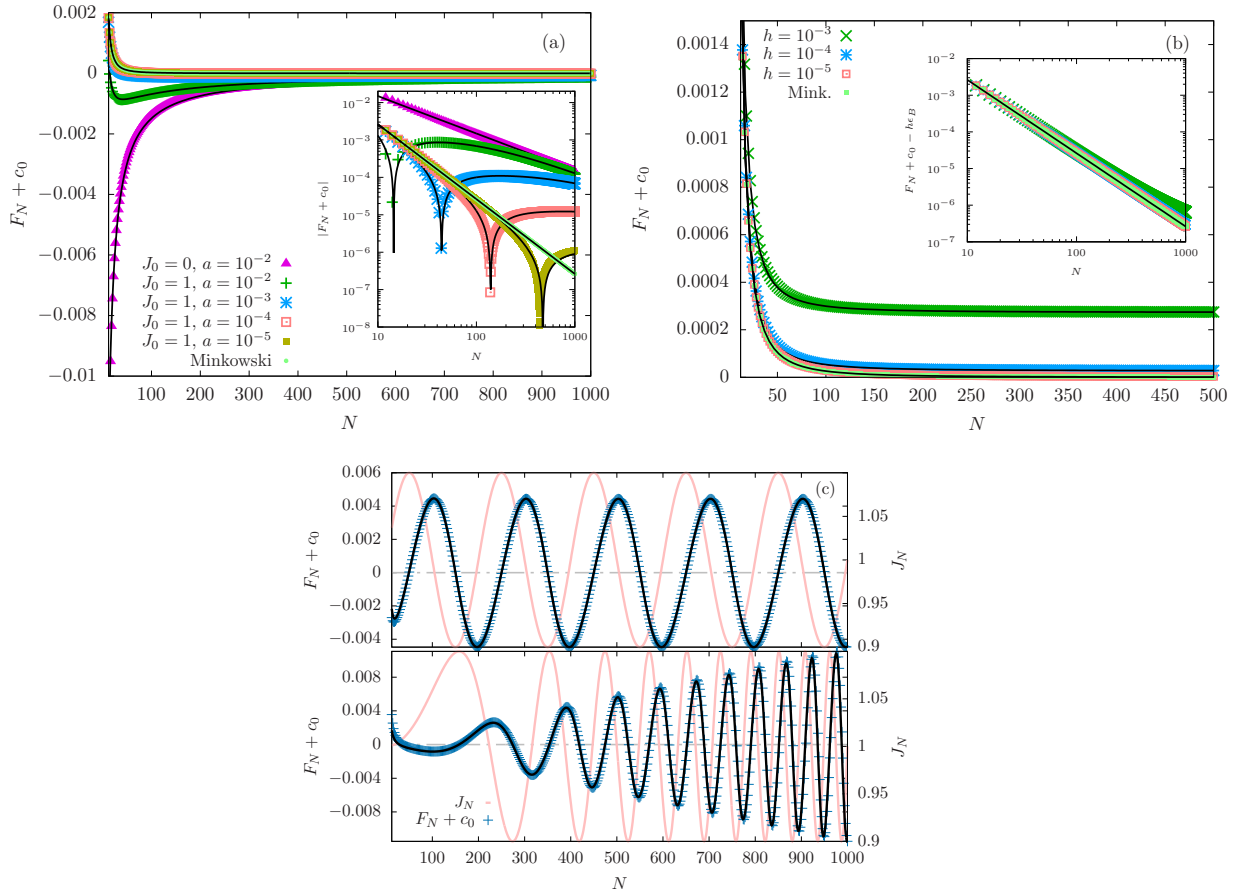 (a)
0.002
0
−0.002
−0.004
−0.006
−0.008
−0.01
F_N + c_0
100 200 300 400 500 600 700 800 900 1000
N
J_0 = 0, a = 10^{-2}
J_0 = 1, a = 10^{-2}
J_0 = 1, a = 10^{-3}
J_0 = 1, a = 10^{-4}
J_0 = 1, a = 10^{-5}
Minkowski
10^{-2}
10^{-3}
10^{-4}
10^{-5}
10^{-6}
10^{-7}
10^{-8}
|F_N + c_0|
10 100 1000
N
(b)
0.0014
0.0012
0.001
0.0008
0.0006
0.0004
0.0002
0
F_N + c_0
50 100 150 200 250 300 350 400 450 500
N
h = 10^{-3}
h = 10^{-4}
h = 10^{-5}
Mink.
10 100 1000
10^{-2}
10^{-3}
10^{-4}
10^{-5}
10^{-6}
10^{-7}
F_N + c_0 − hϵ_B
N
(c)
0.006
0.004
0.002
0
−0.002
−0.004
F_N + c_0
1.05
1
0.95
0.9
J_N
0.008
0.004
0
−0.004
−0.008
F_N + c_0
1.05
1
0.95
0.9
J_N
J_N
F_N + c_0
100 200 300 400 500 600 700 800 900 1000
N